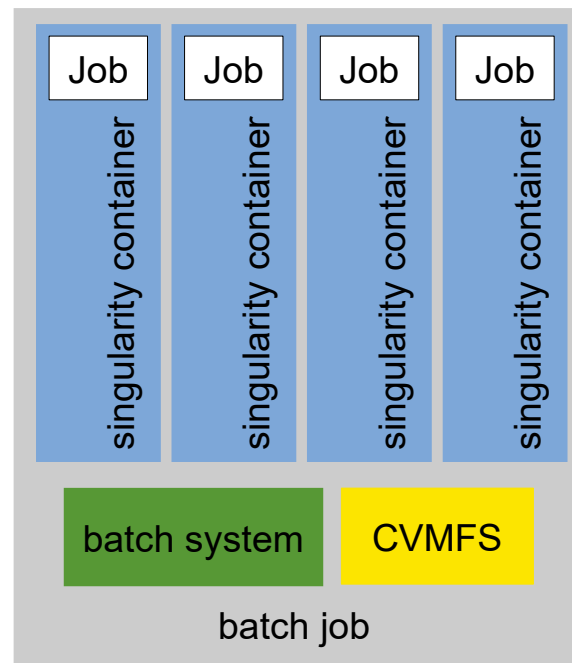 Job
Job
Job
Job
singularity container
singularity container
singularity container
singularity container
batch system
CVMFS
batch job